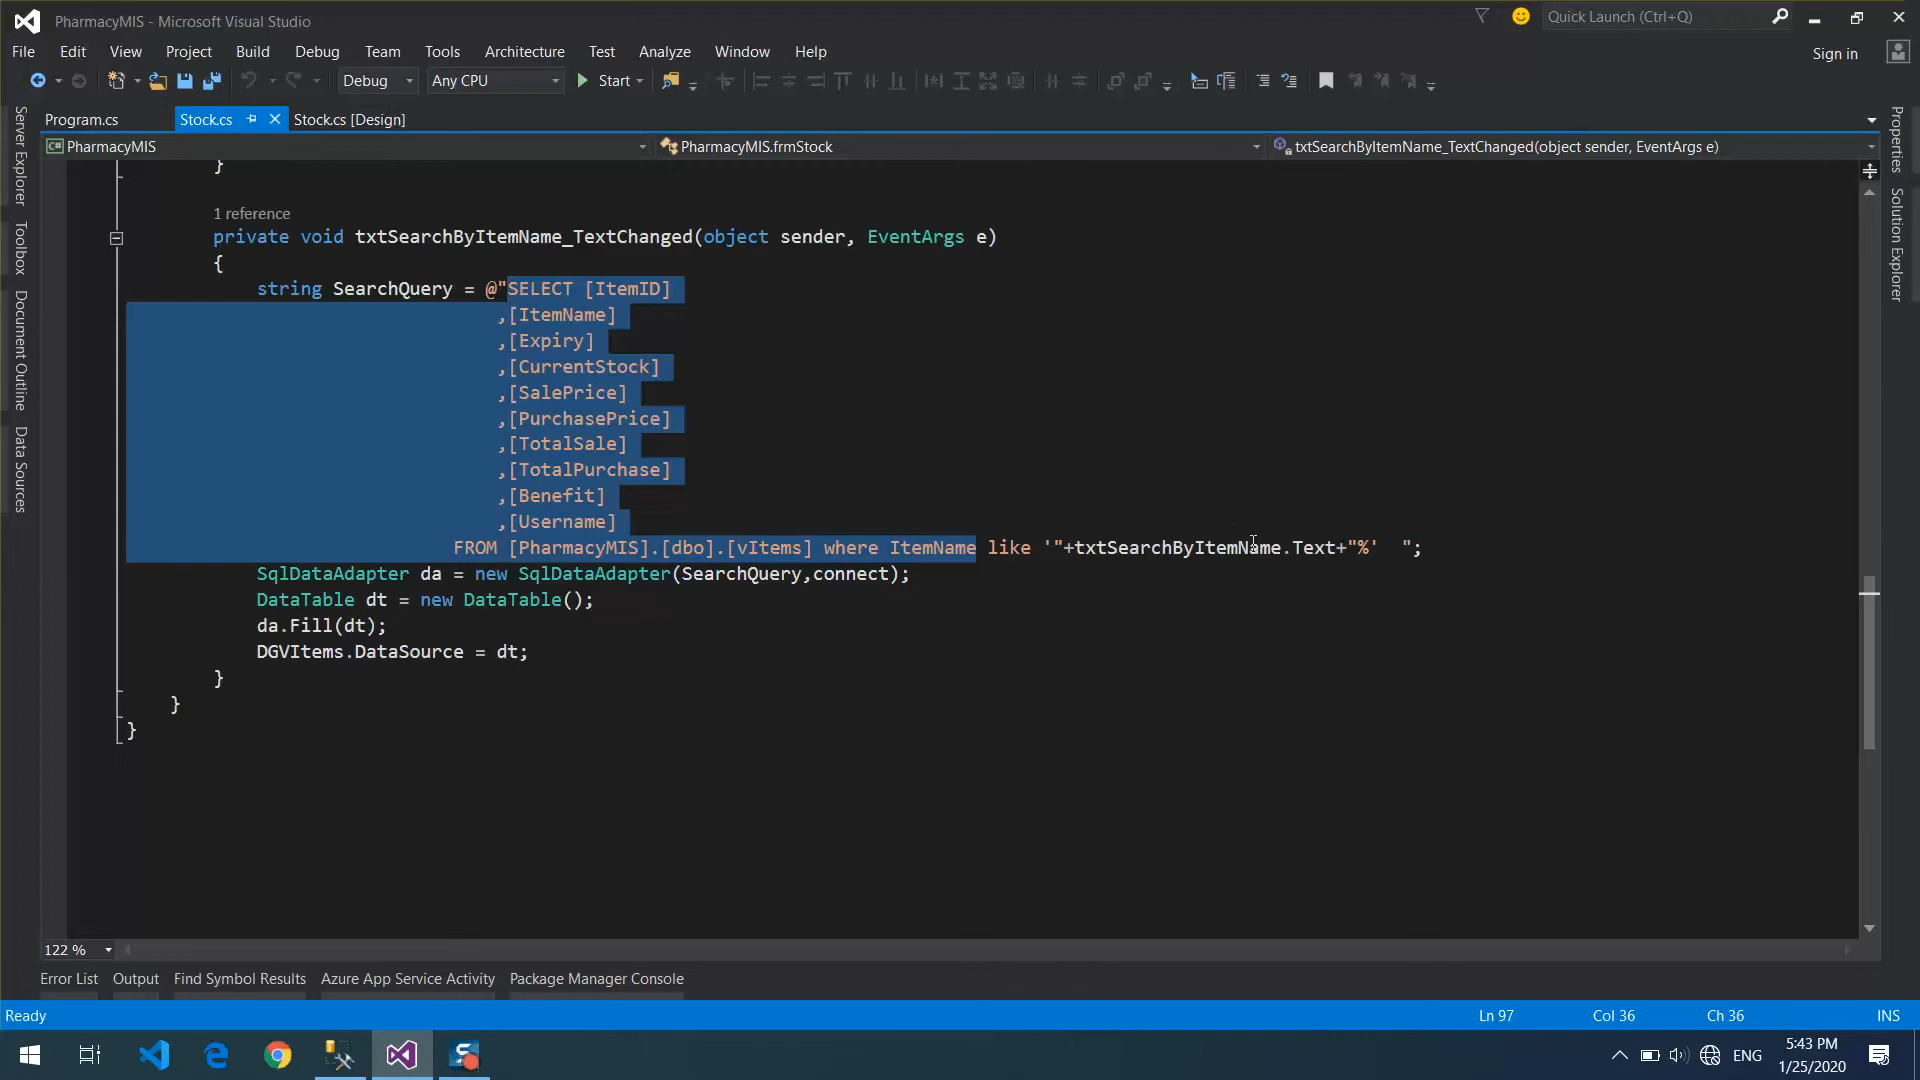 PharmacyMIS - Microsoft Visual Studio
Quick Launch (Ctrl+Q)
File Edit View Project Build Debug Team Tools Architecture Test Analyze Window Help
Sign in
Debug Any CPU Start
Program.cs Stock.cs Stock.cs [Design]
C# PharmacyMIS PharmacyMIS.frmStock txtSearchByItemName_TextChanged(object sender, EventArgs e)
Server Explorer
Toolbox
Document Outline
Data Sources
Properties
Solution Explorer
}
1 reference
private void txtSearchByItemName_TextChanged(object sender, EventArgs e)
{
string SearchQuery = @"SELECT [ItemID]
,[ItemName]
,[Expiry]
,[CurrentStock]
,[SalePrice]
,[PurchasePrice]
,[TotalSale]
,[TotalPurchase]
,[Benefit]
,[Username]
FROM [PharmacyMIS].[dbo].[vItems] where ItemName like '"+txtSearchByItemName.Text+"%'  ";
SqlDataAdapter da = new SqlDataAdapter(SearchQuery,connect);
DataTable dt = new DataTable();
da.Fill(dt);
DGVItems.DataSource = dt;
}
}
}
122 %
Error List Output Find Symbol Results Azure App Service Activity Package Manager Console
Ready Ln 97 Col 36 Ch 36 INS
ENG
5:43 PM
1/25/2020